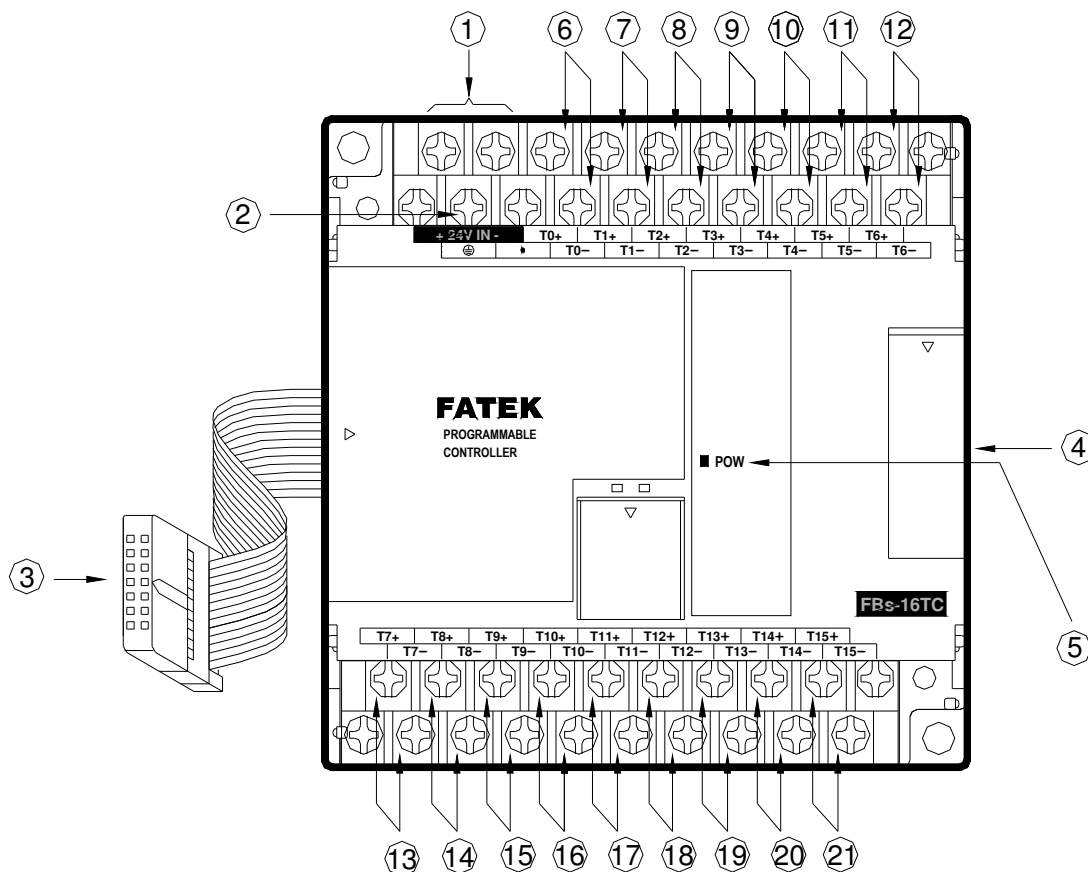 1 6 7 8 9 10 11 12
2
+ 24V IN - T0+ T1+ T2+ T3+ T4+ T5+ T6+
T0− T1− T2− T3− T4− T5− T6−
FATEK
PROGRAMMABLE
CONTROLLER
POW
4
3
FBs-16TC
5
T7+ T8+ T9+ T10+ T11+ T12+ T13+ T14+ T15+
T7− T8− T9− T10− T11− T12− T13− T14− T15−
13 14 15 16 17 18 19 20 21